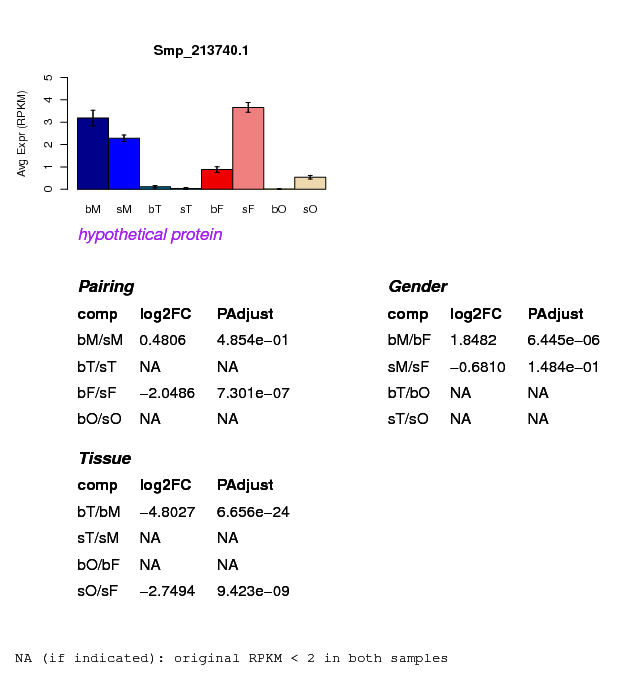 Smp_213740.1
Avg Expr (RPKM)
0 1 2 3 4 5
bM sM bT sT bF sF bO sO
hypothetical protein
Pairing
comp log2FC PAdjust
bM/sM 0.4806 4.854e−01
bT/sT NA NA
bF/sF −2.0486 7.301e−07
bO/sO NA NA
Gender
comp log2FC PAdjust
bM/bF 1.8482 6.445e−06
sM/sF −0.6810 1.484e−01
bT/bO NA NA
sT/sO NA NA
Tissue
comp log2FC PAdjust
bT/bM −4.8027 6.656e−24
sT/sM NA NA
bO/bF NA NA
sO/sF −2.7494 9.423e−09
NA (if indicated): original RPKM < 2 in both samples